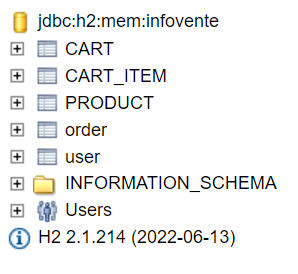 jdbc:h2:mem:infovente
CART
CART_ITEM
PRODUCT
order
user
INFORMATION_SCHEMA
Users
H2 2.1.214 (2022-06-13)